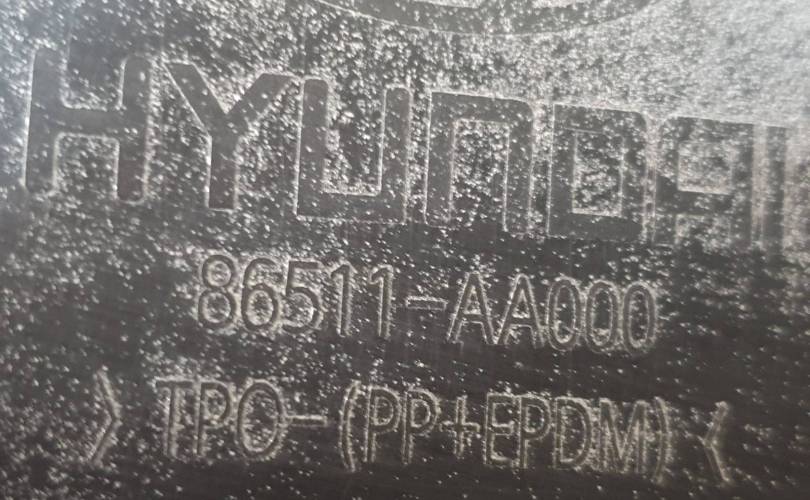 HYUNDAI
86511-AA000
> TPO-(PP+EPDM) <